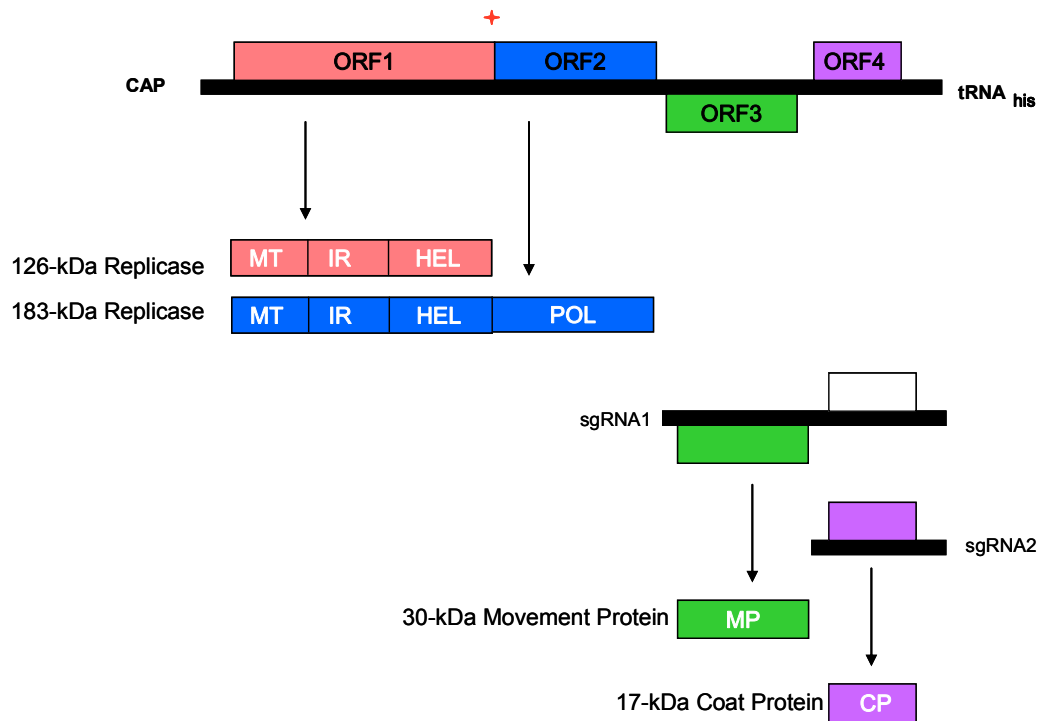 ORF1 ORF2 ORF4
CAP
tRNA his
ORF3
MT IR HEL
126-kDa Replicase
183-kDa Replicase
MT IR HEL POL
sgRNA1
sgRNA2
30-kDa Movement Protein
MP
17-kDa Coat Protein
CP